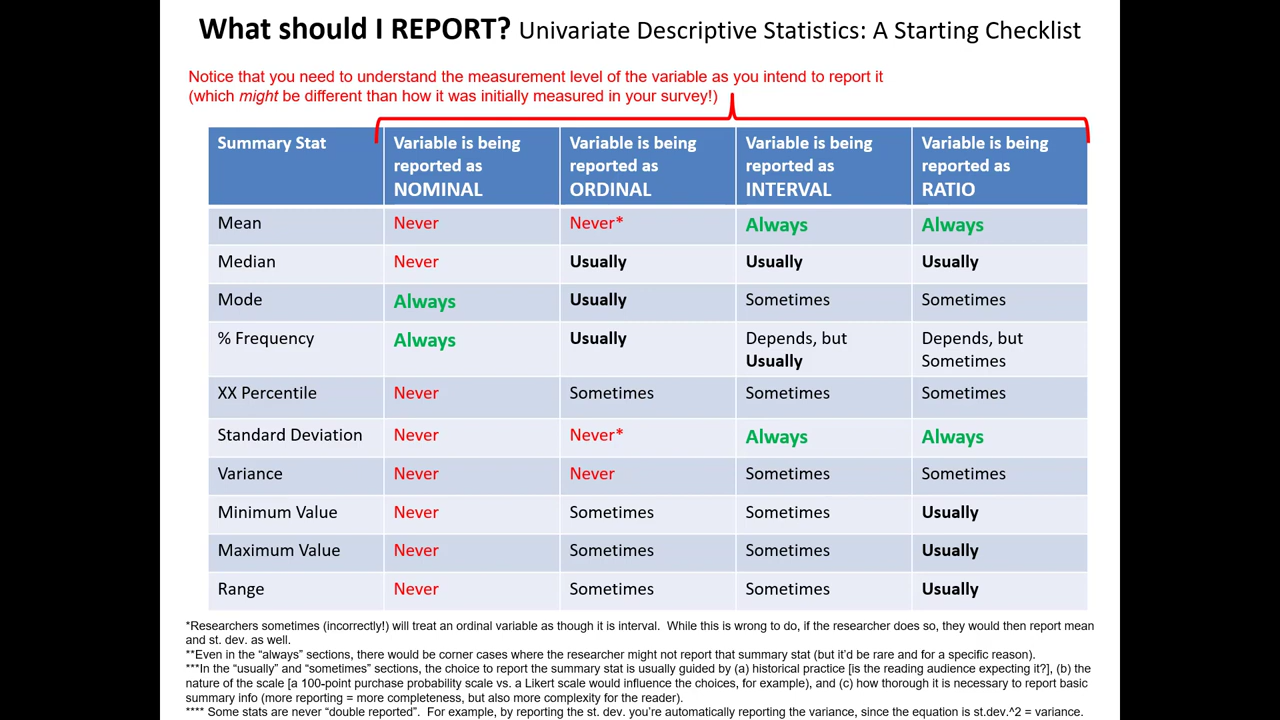 What should I REPORT? Univariate Descriptive Statistics: A Starting Checklist
Notice that you need to understand the measurement level of the variable as you intend to report it
(which might be different than how it was initially measured in your survey!)
Summary Stat | Variable is being reported as NOMINAL | Variable is being reported as ORDINAL | Variable is being reported as INTERVAL | Variable is being reported as RATIO
Mean | Never | Never* | Always | Always
Median | Never | Usually | Usually | Usually
Mode | Always | Usually | Sometimes | Sometimes
% Frequency | Always | Usually | Depends, but Usually | Depends, but Sometimes
XX Percentile | Never | Sometimes | Sometimes | Sometimes
Standard Deviation | Never | Never* | Always | Always
Variance | Never | Never | Sometimes | Sometimes
Minimum Value | Never | Sometimes | Sometimes | Usually
Maximum Value | Never | Sometimes | Sometimes | Usually
Range | Never | Sometimes | Sometimes | Usually
*Researchers sometimes (incorrectly!) will treat an ordinal variable as though it is interval.  While this is wrong to do, if the researcher does so, they would then report mean
and st. dev. as well.
**Even in the “always” sections, there would be corner cases where the researcher might not report that summary stat (but it’d be rare and for a specific reason).
***In the “usually” and “sometimes” sections, the choice to report the summary stat is usually guided by (a) historical practice [is the reading audience expecting it?], (b) the
nature of the scale [a 100-point purchase probability scale vs. a Likert scale would influence the choices, for example), and (c) how thorough it is necessary to report basic
summary info (more reporting = more completeness, but also more complexity for the reader).
**** Some stats are never “double reported”.  For example, by reporting the st. dev. you’re automatically reporting the variance, since the equation is st.dev.^2 = variance.